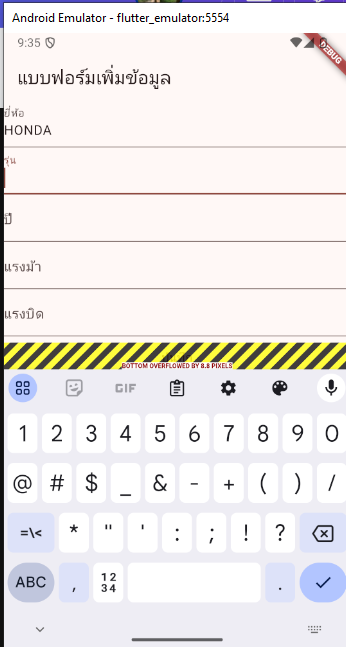 Android Emulator - flutter_emulator:5554
9:35
DEBUG
แบบฟอร์มเพิ่มข้อมูล
ยี่ห้อ
HONDA
รุ่น
ปี
แรงม้า
แรงบิด
BOTTOM OVERFLOWED BY 8.8 PIXELS
GIF
1 2 3 4 5 6 7 8 9 0
@ # $ _ & - + ( ) /
=\< * " ' : ; ! ?
ABC , 12 34 .